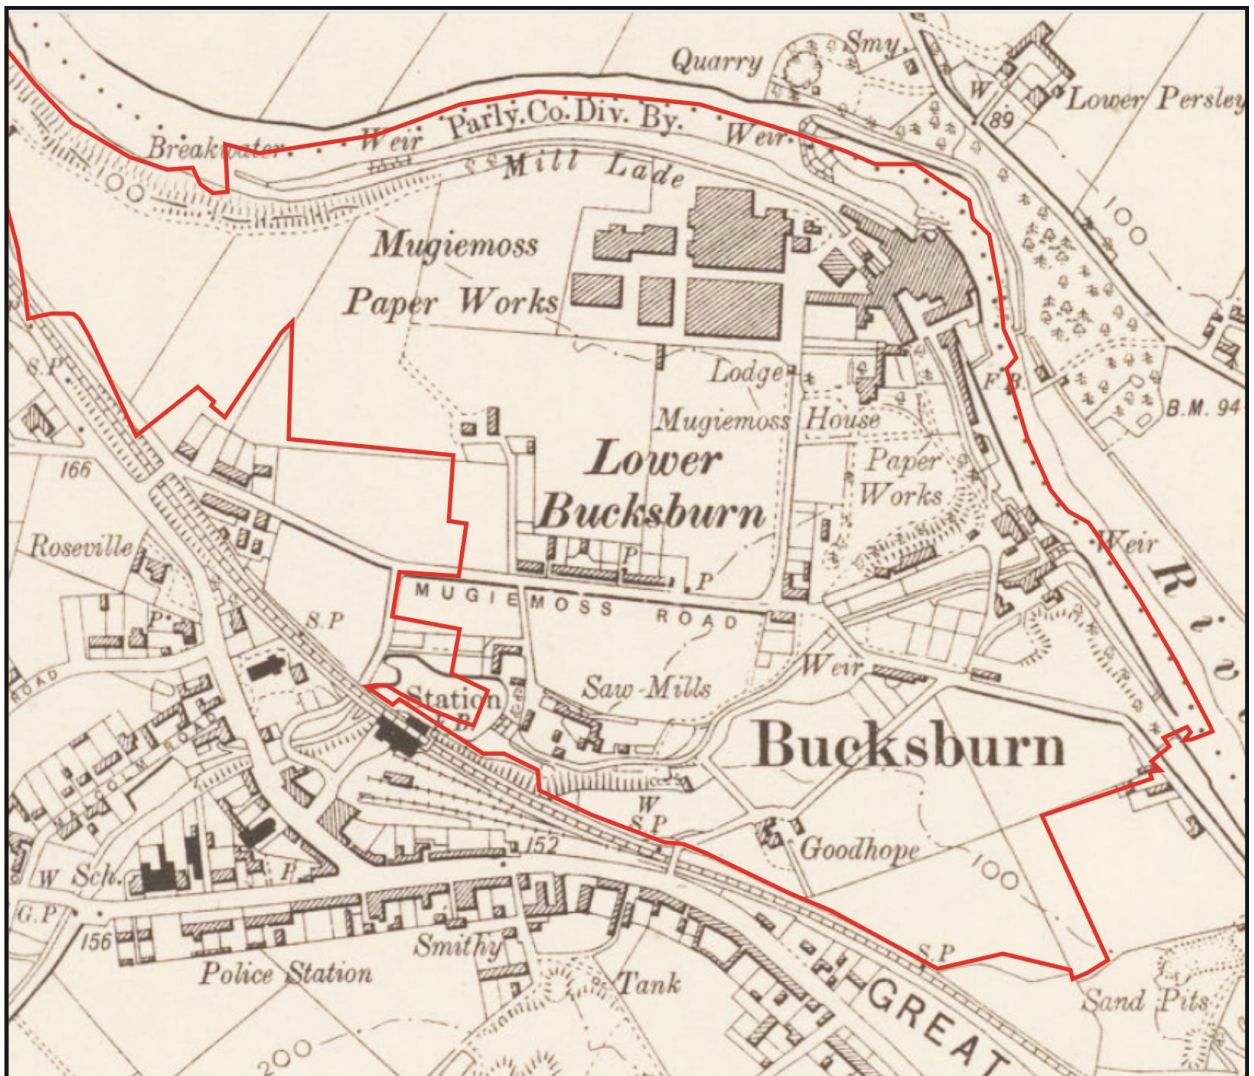 Quarry
Smy.
W
89
Lower Persley
Breakwater
Weir
Parly. Co. Div. By.
Weir
Mill Lade
100
100
Mugiemoss
Paper Works
S.P
Lodge
F.B.
B.M. 94
Mugiemoss House
Lower
Bucksburn
Paper
Works
166
Roseville
P
P
Weir
MUGIEMOSS ROAD
S.P
P
ROAD
Station
F.B
Saw-Mills
Weir
Bucksburn
W
S.P
Goodhope
152
100
W
Sch.
P.
G.P
156
Smithy
S.P
Police Station
Tank
GREAT
Sand Pits
200